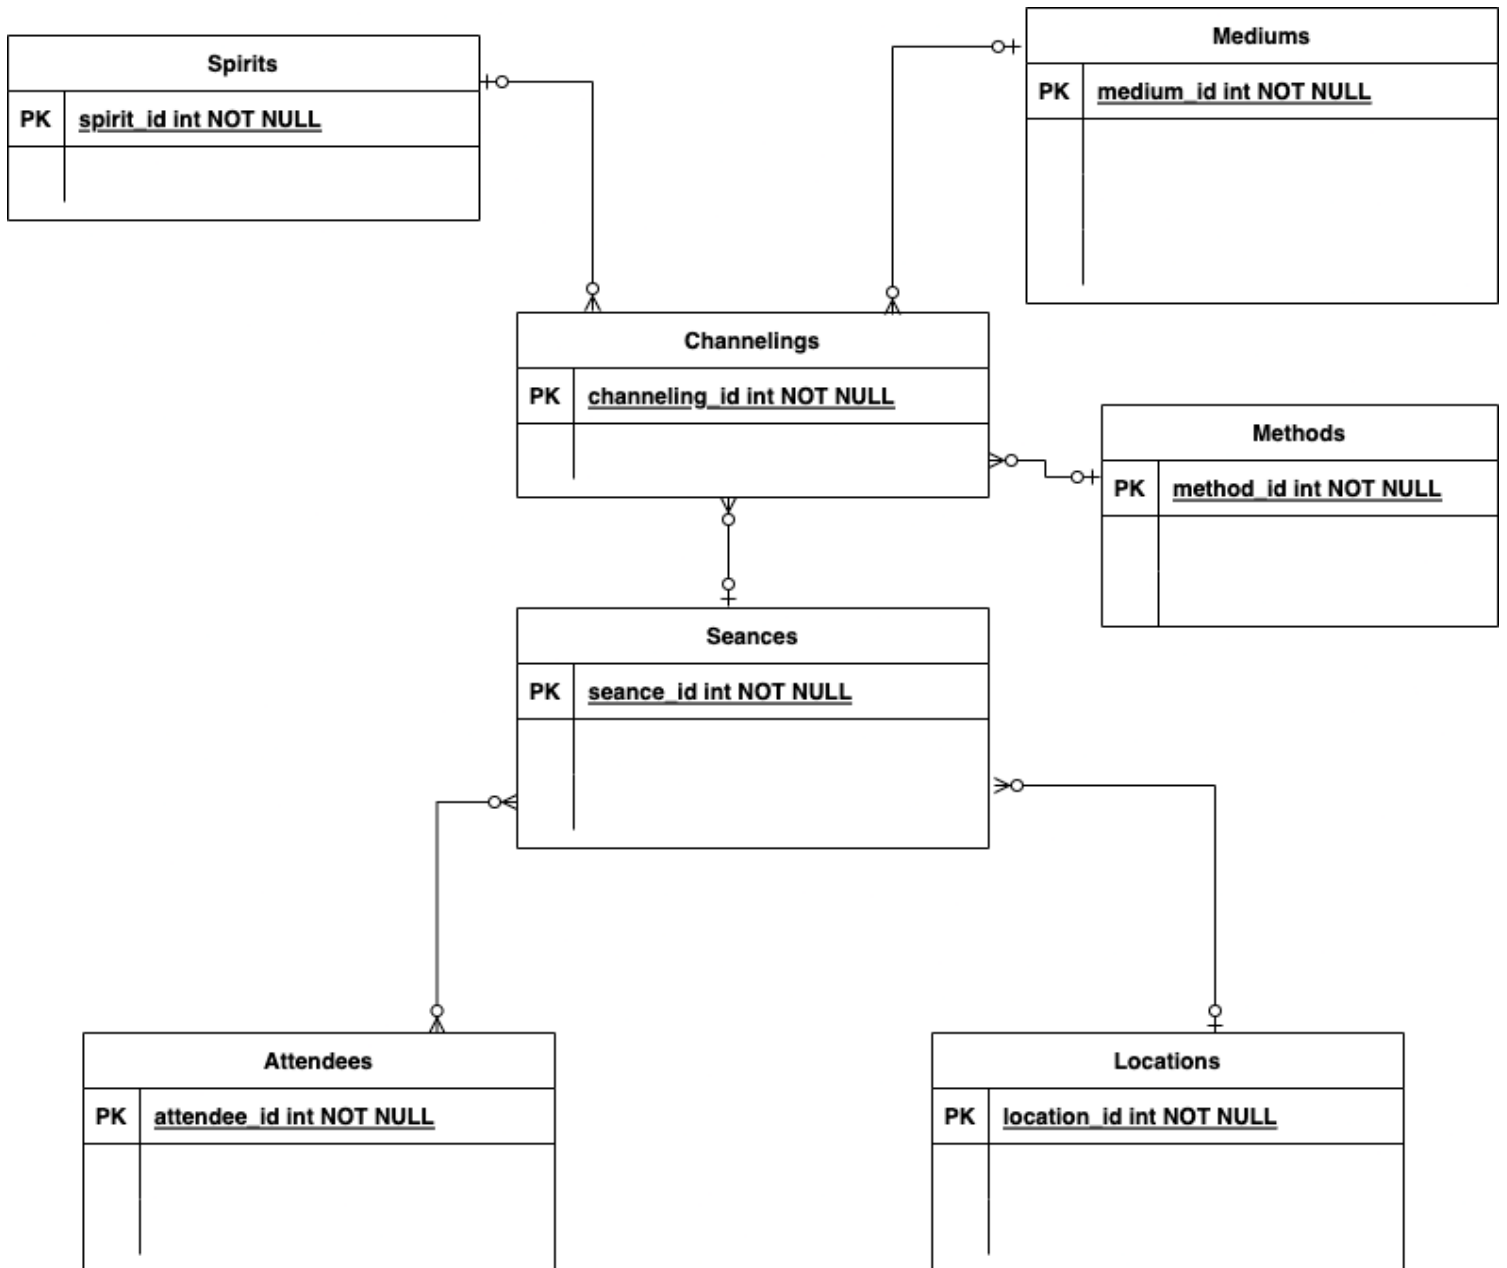 Spirits
PK spirit_id int NOT NULL
Mediums
PK medium_id int NOT NULL
Channelings
PK channeling_id int NOT NULL
Methods
PK method_id int NOT NULL
Seances
PK seance_id int NOT NULL
Attendees
PK attendee_id int NOT NULL
Locations
PK location_id int NOT NULL